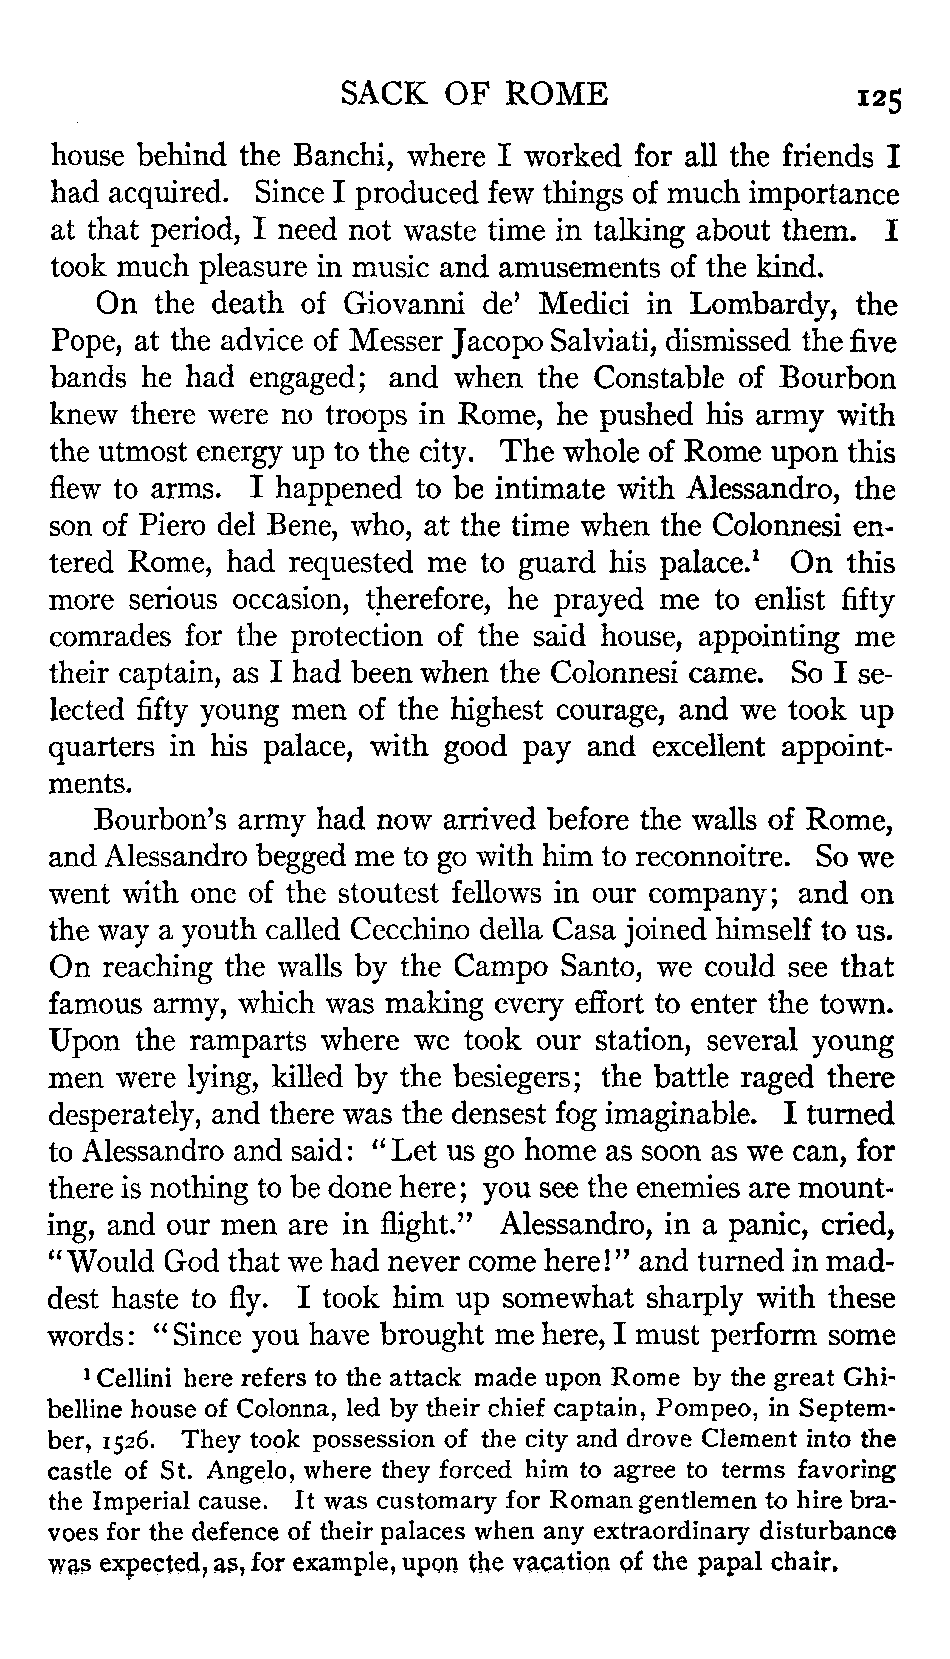 SACK OF ROME 125
house behind the Banchi, where I worked for all the friends I
had acquired. Since I produced few things of much importance
at that period, I need not waste time in talking about them. I
took much pleasure in music and amusements of the kind.
On the death of Giovanni de' Medici in Lombardy, the
Pope, at the advice of Messer Jacopo Salviati, dismissed the five
bands he had engaged; and when the Constable of Bourbon
knew there were no troops in Rome, he pushed his army with
the utmost energy up to the city. The whole of Rome upon this
flew to arms. I happened to be intimate with Alessandro, the
son of Piero del Bene, who, at the time when the Colonnesi en-
tered Rome, had requested me to guard his palace.¹ On this
more serious occasion, therefore, he prayed me to enlist fifty
comrades for the protection of the said house, appointing me
their captain, as I had been when the Colonnesi came. So I se-
lected fifty young men of the highest courage, and we took up
quarters in his palace, with good pay and excellent appoint-
ments.
Bourbon's army had now arrived before the walls of Rome,
and Alessandro begged me to go with him to reconnoitre. So we
went with one of the stoutest fellows in our company; and on
the way a youth called Cecchino della Casa joined himself to us.
On reaching the walls by the Campo Santo, we could see that
famous army, which was making every effort to enter the town.
Upon the ramparts where we took our station, several young
men were lying, killed by the besiegers; the battle raged there
desperately, and there was the densest fog imaginable. I turned
to Alessandro and said: "Let us go home as soon as we can, for
there is nothing to be done here; you see the enemies are mount-
ing, and our men are in flight." Alessandro, in a panic, cried,
"Would God that we had never come here!" and turned in mad-
dest haste to fly. I took him up somewhat sharply with these
words: "Since you have brought me here, I must perform some
¹ Cellini here refers to the attack made upon Rome by the great Ghi-
belline house of Colonna, led by their chief captain, Pompeo, in Septem-
ber, 1526. They took possession of the city and drove Clement into the
castle of St. Angelo, where they forced him to agree to terms favoring
the Imperial cause. It was customary for Roman gentlemen to hire bra-
voes for the defence of their palaces when any extraordinary disturbance
was expected, as, for example, upon the vacation of the papal chair.